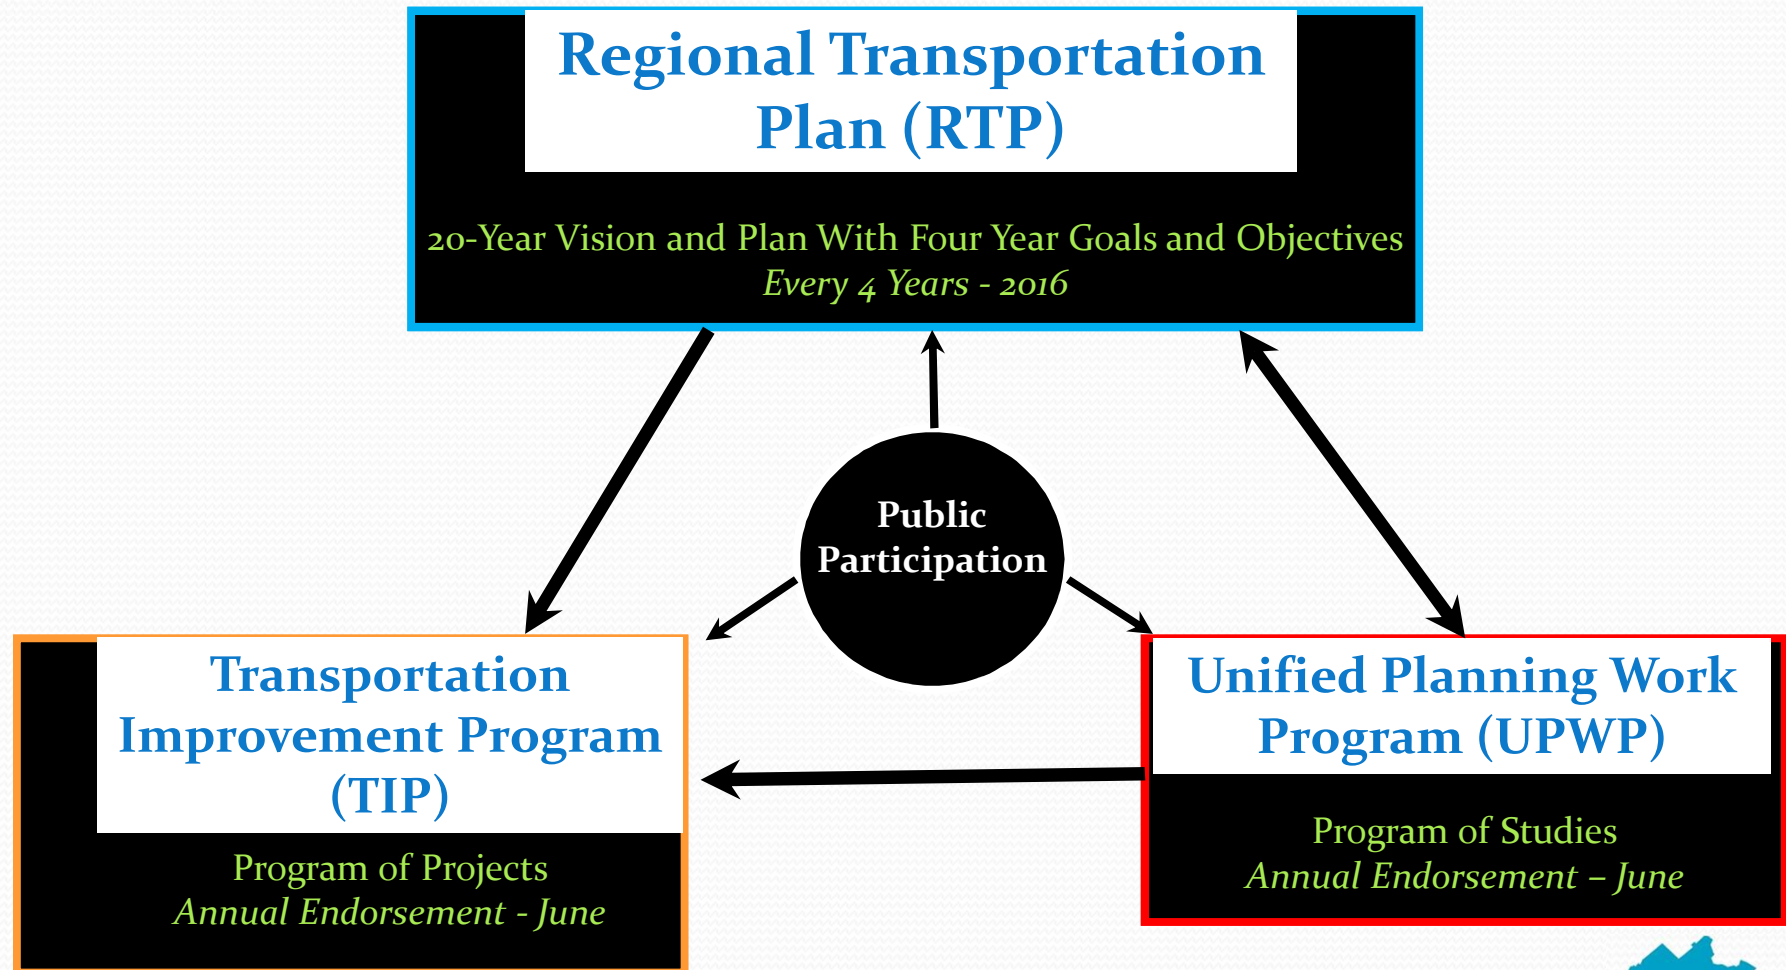 Regional Transportation
Plan (RTP)
20-Year Vision and Plan With Four Year Goals and Objectives
Every 4 Years - 2016
Public
Participation
Transportation
Improvement Program
(TIP)
Program of Projects
Annual Endorsement - June
Unified Planning Work
Program (UPWP)
Program of Studies
Annual Endorsement – June